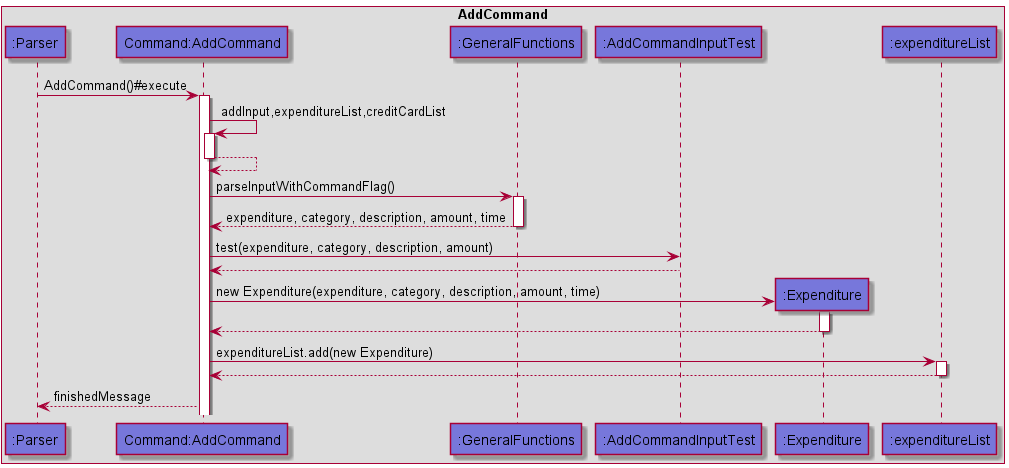 AddCommand
:Parser
Command:AddCommand
:GeneralFunctions
:AddCommandInputTest
:expenditureList
AddCommand()#execute
addInput,expenditureList,creditCardList
parseInputWithCommandFlag()
expenditure, category, description, amount, time
test(expenditure, category, description, amount)
new Expenditure(expenditure, category, description, amount, time)
:Expenditure
expenditureList.add(new Expenditure)
finishedMessage
:Parser
Command:AddCommand
:GeneralFunctions
:AddCommandInputTest
:Expenditure
:expenditureList